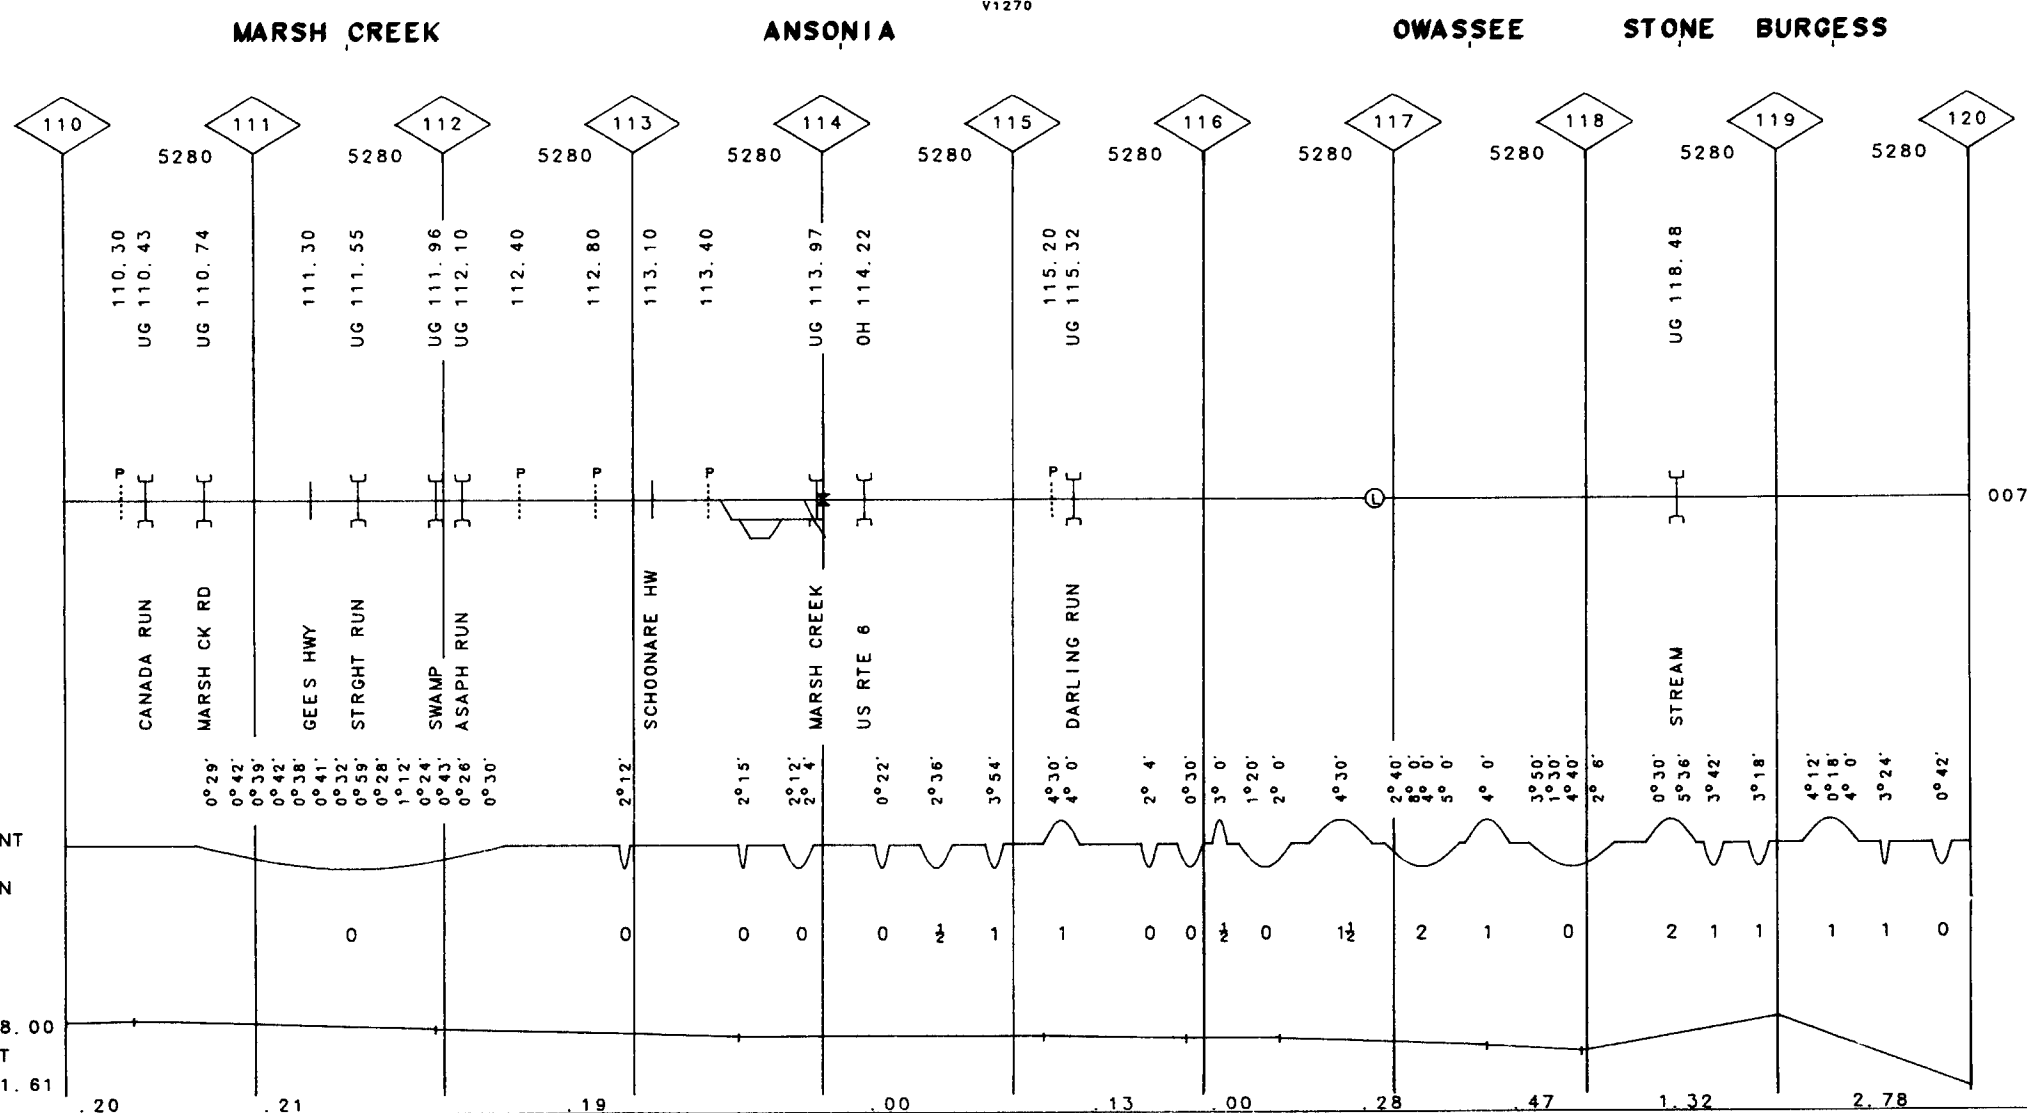 V1270
MARSH CREEK ANSONIA OWASSEE STONE BURGESS
110 111 112 113 114 115 116 117 118 119 120
5280 5280 5280 5280 5280 5280 5280 5280 5280 5280
110.30
UG 110.43
UG 110.74
111.30
UG 111.55
UG 111.96
UG 112.10
112.40
112.80
113.10
113.40
UG 113.97
OH 114.22
115.20
UG 115.32
UG 118.48
P P P P P
L
007
CANADA RUN
MARSH CK RD
GEES HWY
STRGHT RUN
SWAMP
ASAPH RUN
SCHOONARE HW
MARSH CREEK
US RTE 6
DARLING RUN
STREAM
0°29'
0°42'
0°39'
0°42'
0°38'
0°41'
0°32'
0°59'
0°28'
1°12'
0°24'
0°43'
0°26'
0°30'
2°12'
2°15'
2°12'
2° 4'
0°22'
2°36'
3°54'
4°30'
4° 0'
2° 4'
0°30'
3° 0'
1°20'
2° 0'
4°30'
2°40'
8° 0'
4° 0'
5° 0'
4° 0'
3°50'
1°30'
4°40'
2° 6'
0°30'
5°36'
3°42'
3°18'
4°12'
0°18'
4° 0'
3°24'
0°42'
NT
N
0 0 0 0 0 ½ 1 1 0 0 ½ 0 1½ 2 1 0 2 1 1 1 1 0
8.00
T
1.61
.20 .21 .19 .00 .13 .00 .28 .47 1.32 2.78